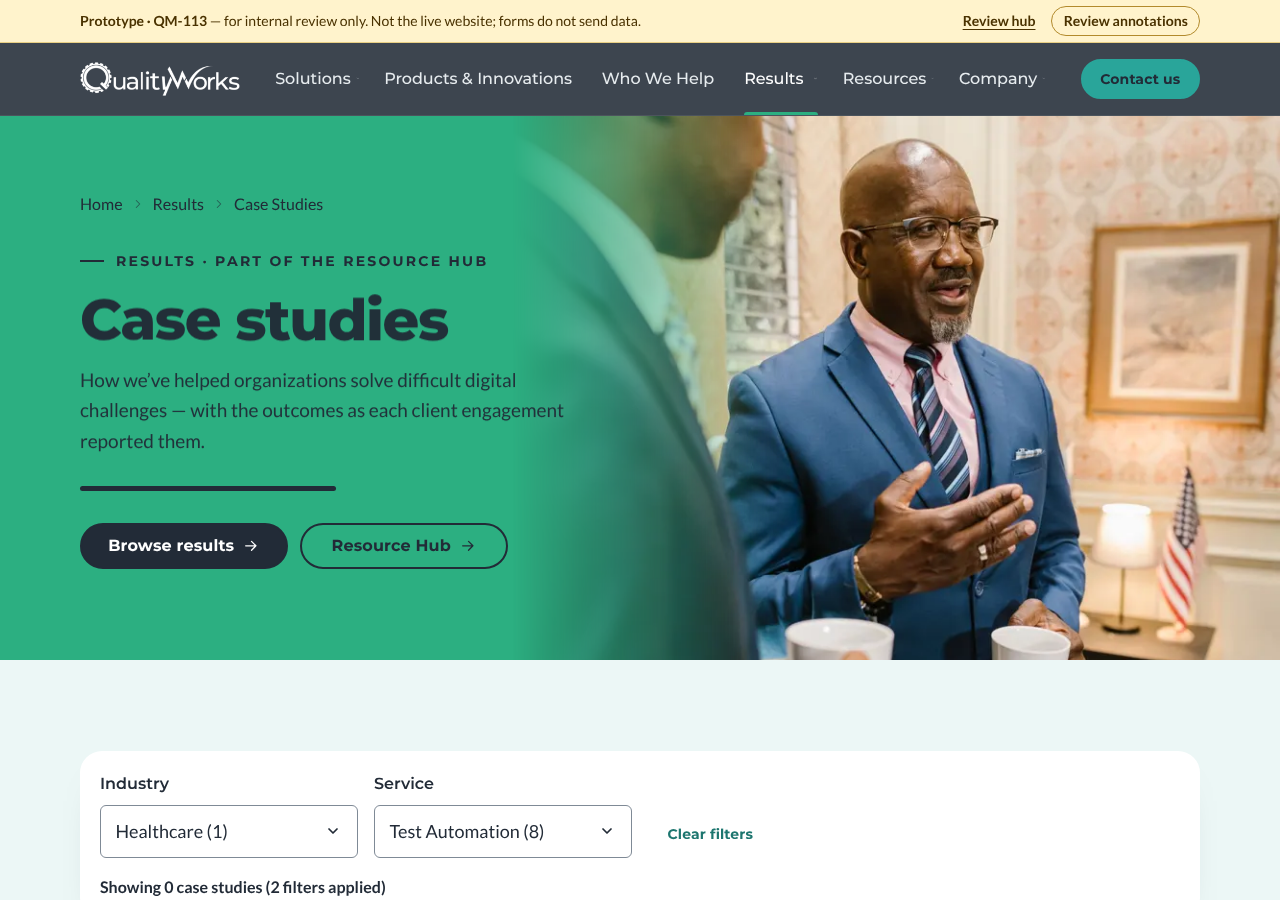 Prototype · QM-113 — for internal review only. Not the live website; forms do not send data.
Review hub
Review annotations
QualityWorks
Solutions
Products & Innovations
Who We Help
Results
Resources
Company
Contact us
Home
Results
Case Studies
RESULTS · PART OF THE RESOURCE HUB
Case studies
How we’ve helped organizations solve difficult digital
challenges — with the outcomes as each client engagement
reported them.
Browse results
Resource Hub
Industry
Service
Healthcare (1)
Test Automation (8)
Clear filters
Showing 0 case studies (2 filters applied)